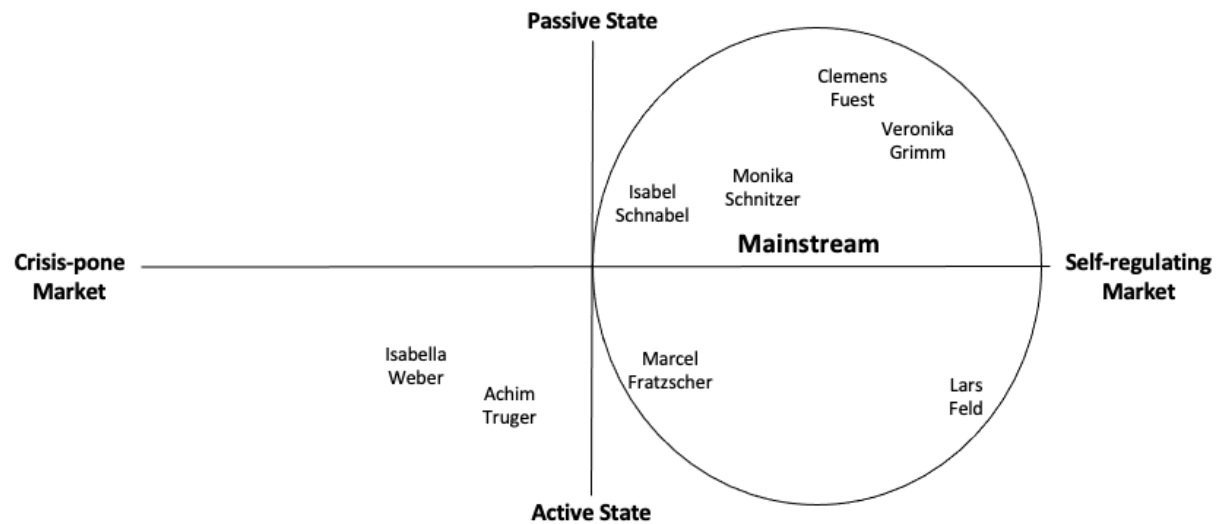 Passive State
Clemens
Fuest
Veronika
Grimm
Monika
Schnitzer
Isabel
Schnabel
Mainstream
Crisis-pone
Market
Self-regulating
Market
Isabella
Weber
Achim
Truger
Marcel
Fratzscher
Lars
Feld
Active State